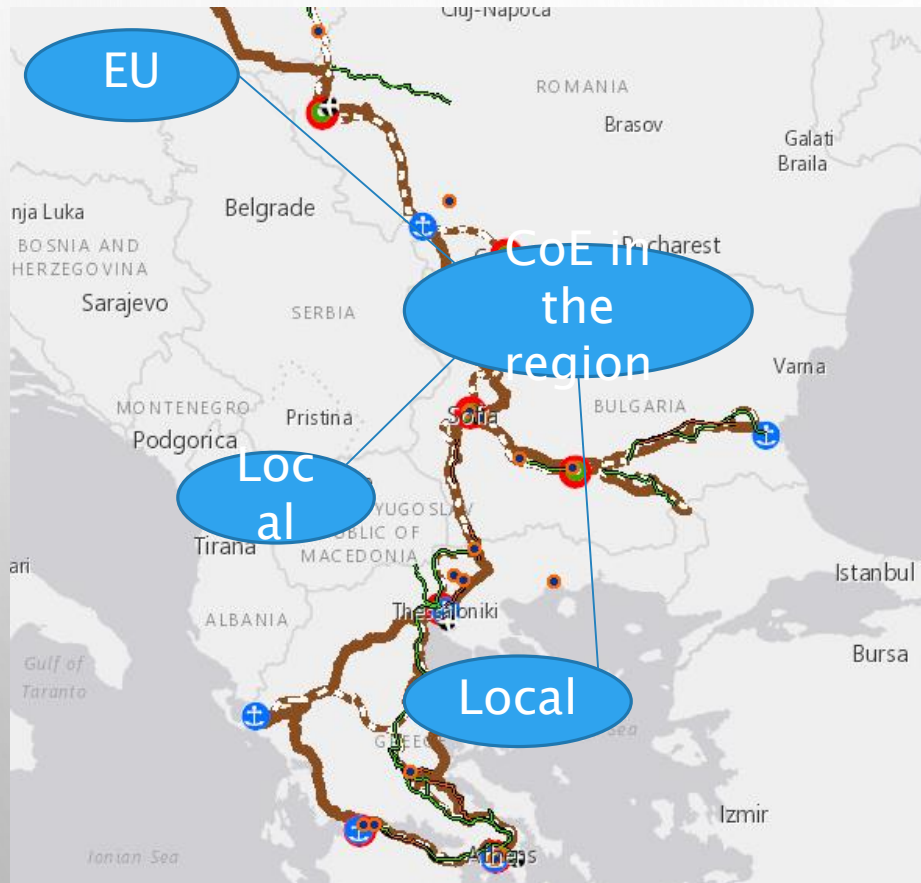 Cluj-Napoca
EU
ROMANIA
Brasov
Galati
Braila
nja Luka
Belgrade
BOSNIA AND
HERZEGOVINA
Bucharest
CoE in
the
region
Sarajevo
SERBIA
Varna
MONTENEGRO
Pristina
Sofia
BULGARIA
Podgorica
Loc
al
YUGOSLAV
MACEDONIA
Tirana
ari
Istanbul
Thessaloniki
ALBANIA
Bursa
Gulf of
Taranto
Local
GREECE
Sea
Izmir
Ionian Sea
Athens